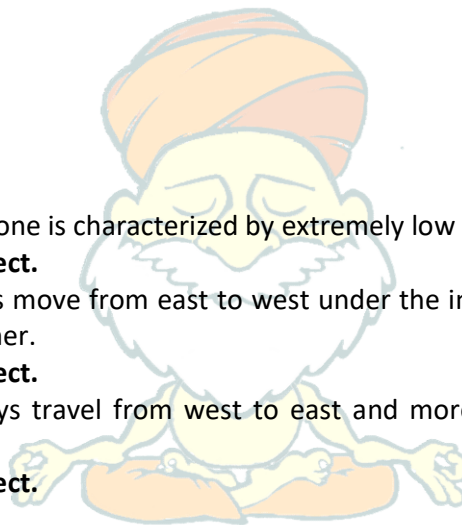 one is characterized by extremely low
ect.
s move from east to west under the in
her.
ect.
ys travel from west to east and more
ect.